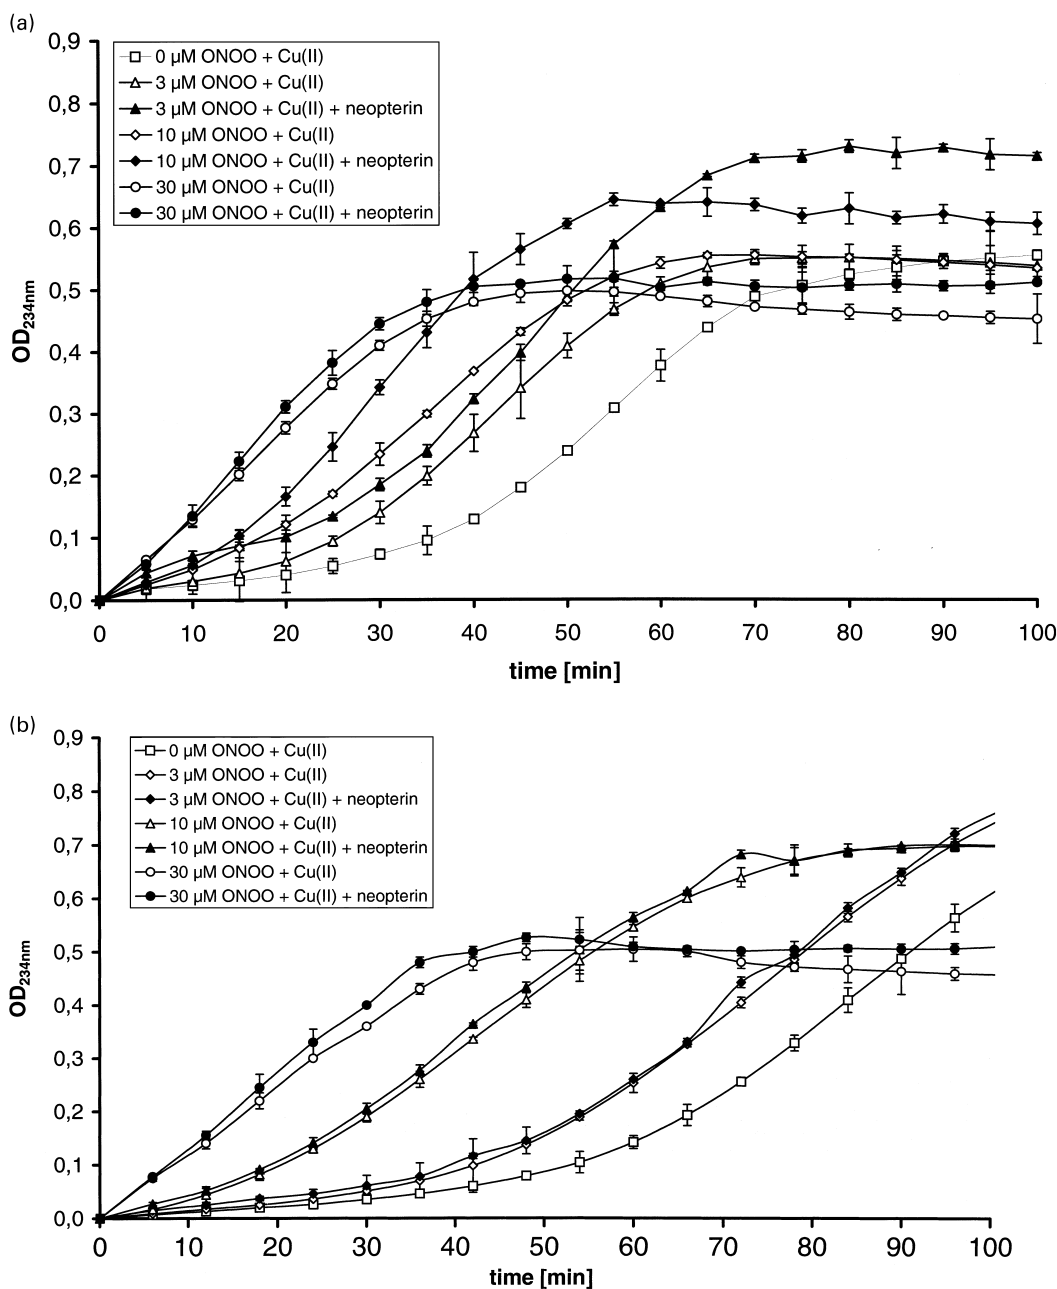 (a)
0,9
0,8
0,7
0,6
0,5
0,4
0,3
0,2
0,1
0,0
OD234nm
0 µM ONOO + Cu(II)
3 µM ONOO + Cu(II)
3 µM ONOO + Cu(II) + neopterin
10 µM ONOO + Cu(II)
10 µM ONOO + Cu(II) + neopterin
30 µM ONOO + Cu(II)
30 µM ONOO + Cu(II) + neopterin
0 10 20 30 40 50 60 70 80 90 100
time [min]
(b)
0,9
0,8
0,7
0,6
0,5
0,4
0,3
0,2
0,1
0,0
OD234nm
0 µM ONOO + Cu(II)
3 µM ONOO + Cu(II)
3 µM ONOO + Cu(II) + neopterin
10 µM ONOO + Cu(II)
10 µM ONOO + Cu(II) + neopterin
30 µM ONOO + Cu(II)
30 µM ONOO + Cu(II) + neopterin
0 10 20 30 40 50 60 70 80 90 100
time [min]